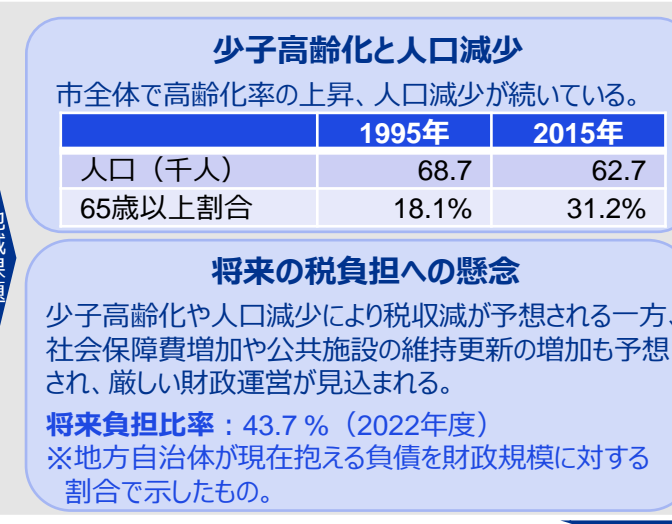 少子高齢化と人口減少
市全体で高齢化率の上昇、人口減少が続いている。
1995年 2015年
人口（千人） 68.7 62.7
65歳以上割合 18.1% 31.2%
将来の税負担への懸念
少子高齢化や人口減少により税収減が予想される一方、
社会保障費増加や公共施設の維持更新の増加も予想
され、厳しい財政運営が見込まれる。
将来負担比率：43.7 %（2022年度）
※地方自治体が現在抱える負債を財政規模に対する
割合で示したもの。